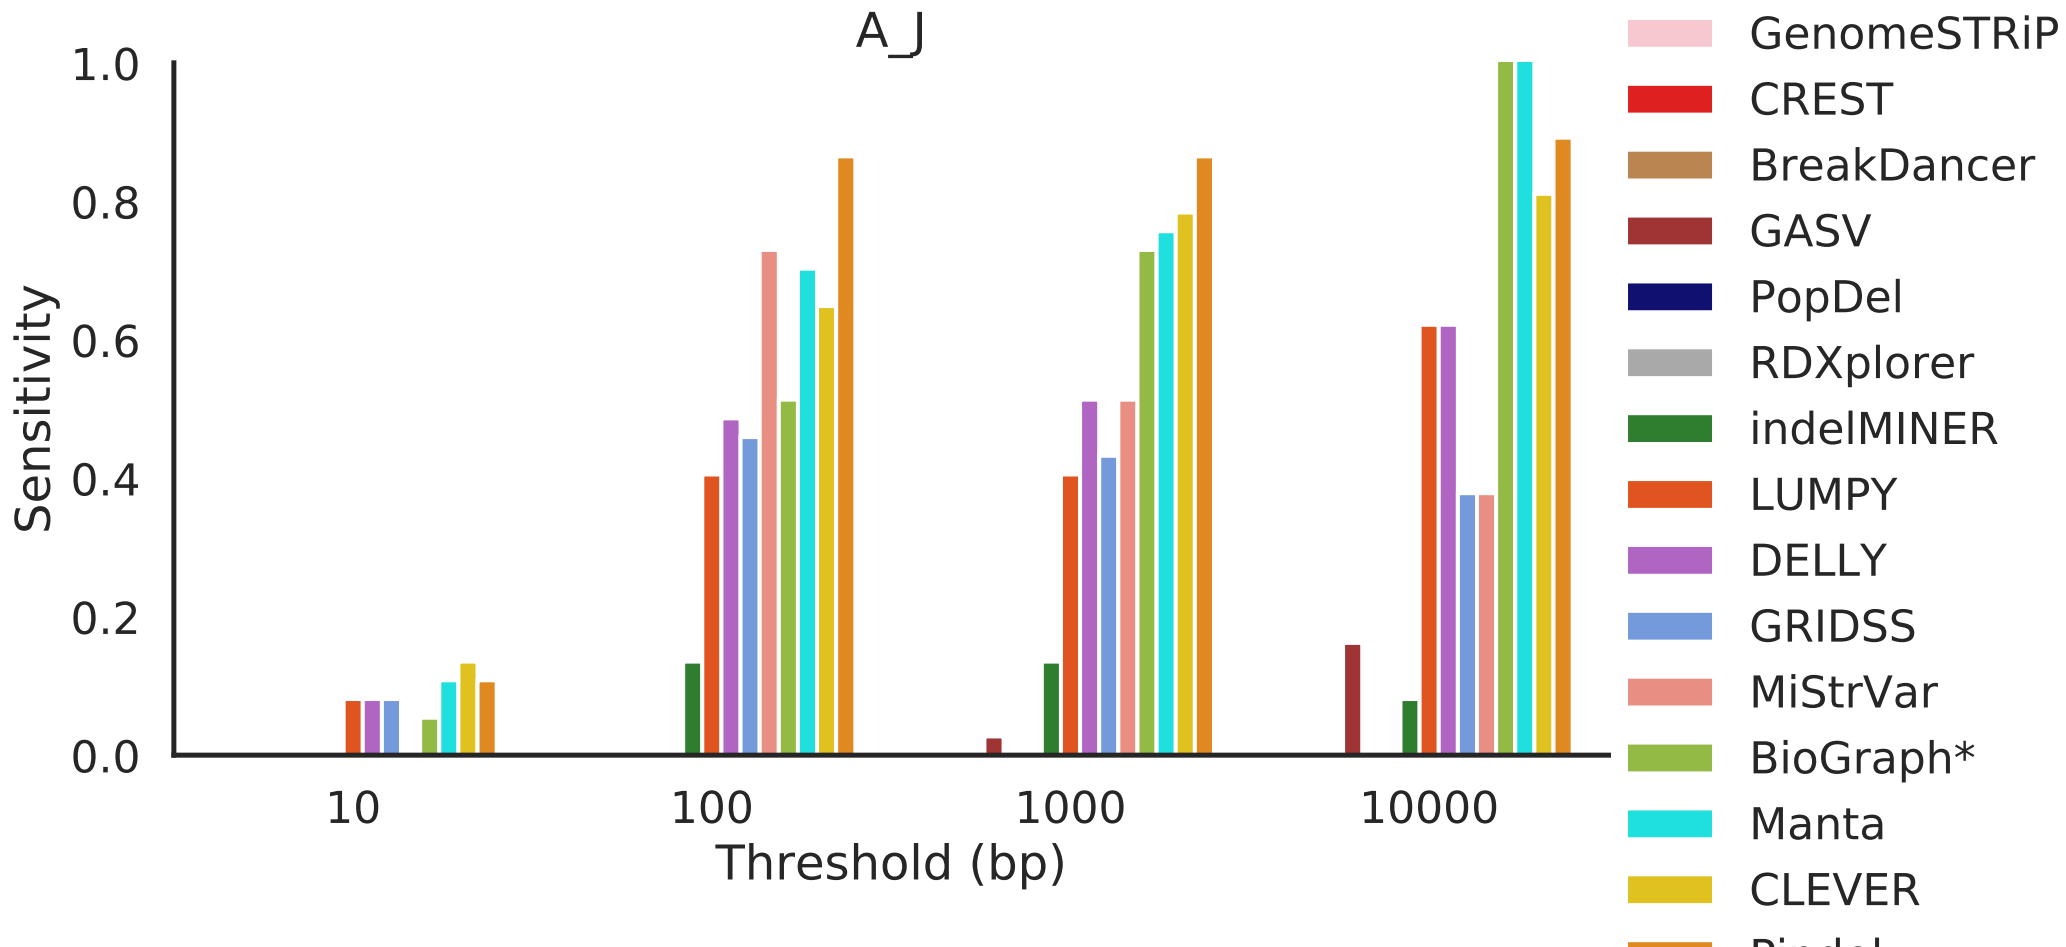 A_J
1.0
0.8
0.6
0.4
0.2
0.0
Sensitivity
10
100
1000
10000
Threshold (bp)
GenomeSTRiP
CREST
BreakDancer
GASV
PopDel
RDXplorer
indelMINER
LUMPY
DELLY
GRIDSS
MiStrVar
BioGraph*
Manta
CLEVER